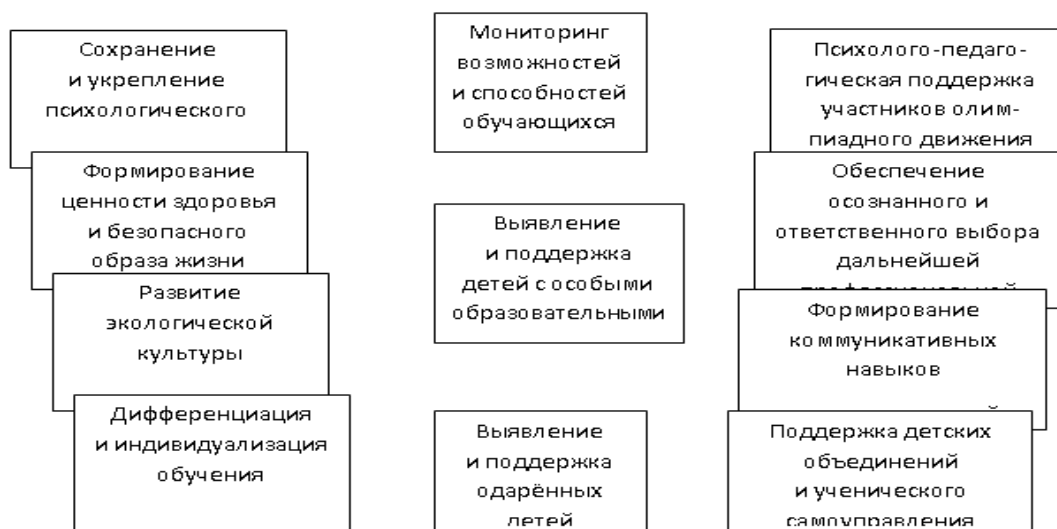 Сохранение
и укрепление
психологического
Формирование
ценности здоровья
и безопасного
образа жизни
Развитие
экологической
культуры
Дифференциация
и индивидуализация
обучения
Мониторинг
возможностей
и способностей
обучающихся
Выявление
и поддержка
детей с особыми
образовательными
Выявление
и поддержка
одарённых
детей
Психолого-педаго-
гическая поддержка
участников олим-
пиадного движения
Обеспечение
осознанного и
ответственного выбора
дальнейшей
Формирование
коммуникативных
навыков
Поддержка детских
объединений
и ученического
самоуправления